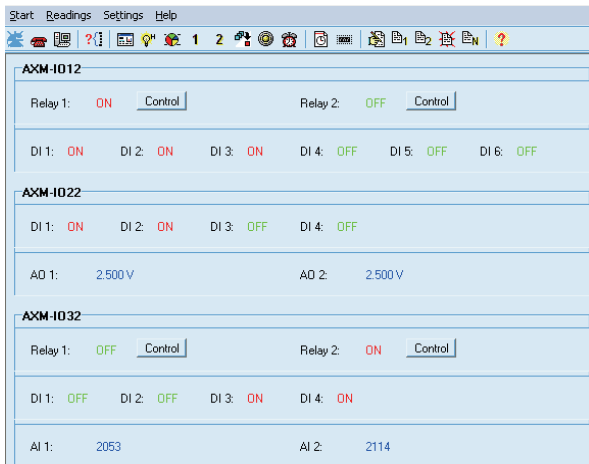 Start Readings Settings Help
?{} H 1 2 1 2 N ?
AXM-IO12
Relay 1: ON Control Relay 2: OFF Control
DI 1: ON DI 2: ON DI 3: ON DI 4: OFF DI 5: OFF DI 6: OFF
AXM-IO22
DI 1: ON DI 2: ON DI 3: OFF DI 4: OFF
AO 1: 2.500 V AO 2: 2.500 V
AXM-IO32
Relay 1: OFF Control Relay 2: ON Control
DI 1: OFF DI 2: OFF DI 3: ON DI 4: ON
AI 1: 2053 AI 2: 2114